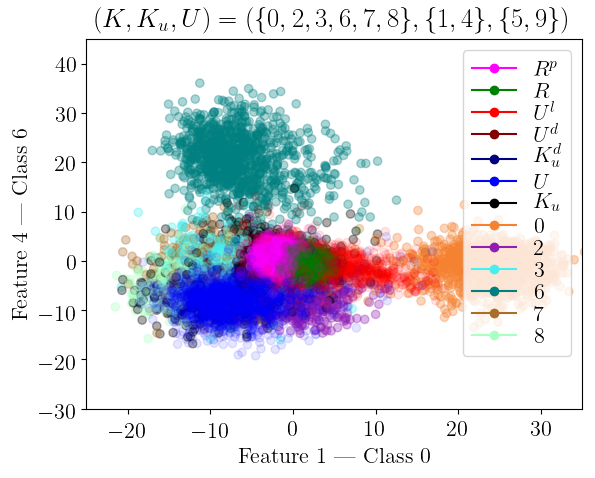 (K, K_u, U) = ({0, 2, 3, 6, 7, 8}, {1, 4}, {5, 9})
Feature 4 — Class 6
40
30
20
10
0
−10
−20
−30
−20
−10
0
10
20
30
Feature 1 — Class 0
R^p
R
U^l
U^d
K_u^d
U
K_u
0
2
3
6
7
8